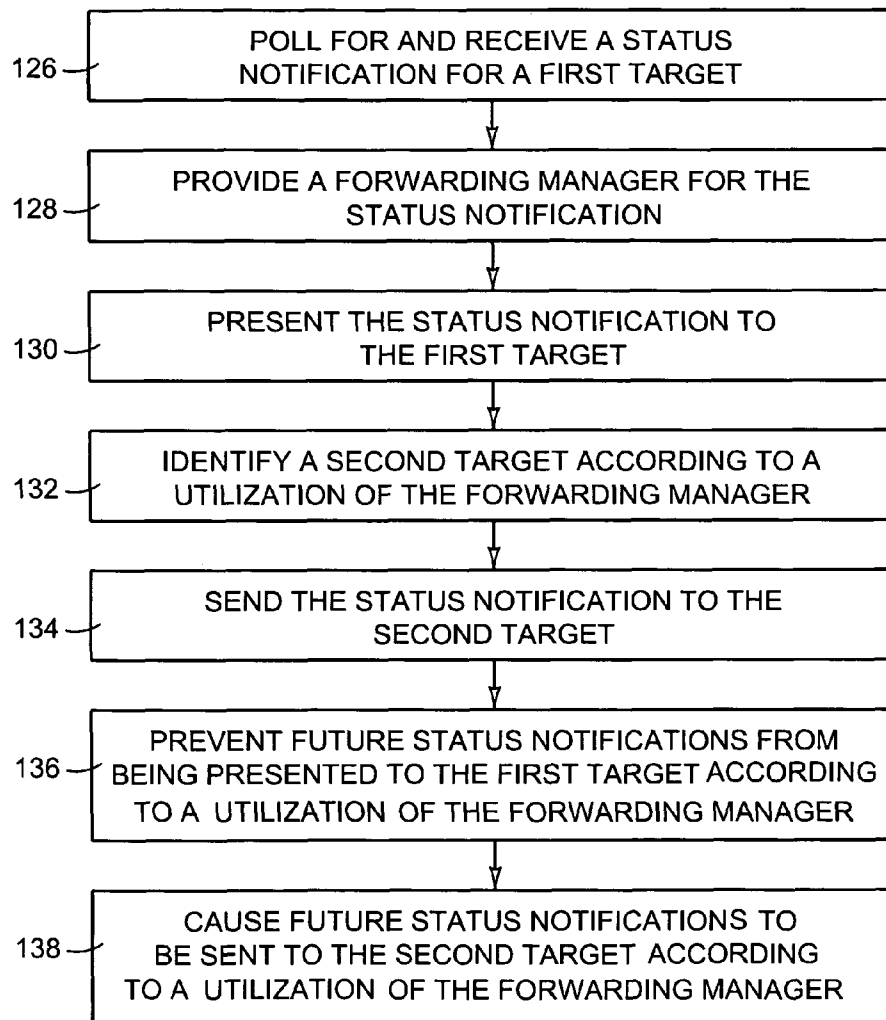 126
POLL FOR AND RECEIVE A STATUS
NOTIFICATION FOR A FIRST TARGET
128
PROVIDE A FORWARDING MANAGER FOR THE
STATUS NOTIFICATION
130
PRESENT THE STATUS NOTIFICATION TO
THE FIRST TARGET
132
IDENTIFY A SECOND TARGET ACCORDING TO A
UTILIZATION OF THE FORWARDING MANAGER
134
SEND THE STATUS NOTIFICATION TO THE
SECOND TARGET
136
PREVENT FUTURE STATUS NOTIFICATIONS FROM
BEING PRESENTED TO THE FIRST TARGET ACCORDING
TO A UTILIZATION OF THE FORWARDING MANAGER
138
CAUSE FUTURE STATUS NOTIFICATIONS TO
BE SENT TO THE SECOND TARGET ACCORDING
TO A UTILIZATION OF THE FORWARDING MANAGER